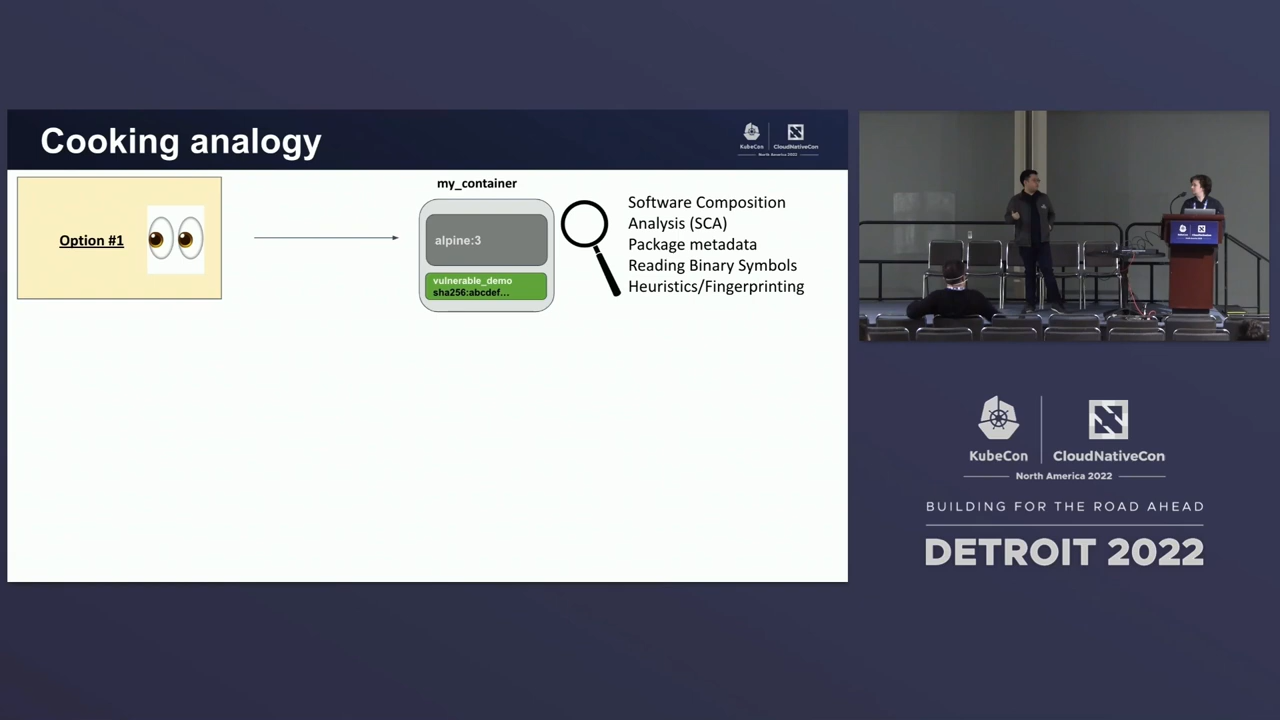 Cooking analogy
KubeCon
CloudNativeCon
North America 2022
Option #1
my_container
alpine:3
vulnerable_demo
sha256:abcdef...
Software Composition
Analysis (SCA)
Package metadata
Reading Binary Symbols
Heuristics/Fingerprinting
KubeCon
CloudNativeCon
North America 2022
BUILDING FOR THE ROAD AHEAD
DETROIT 2022